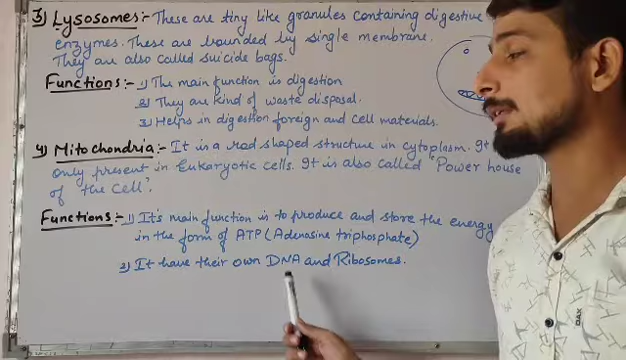 3) Lysosomes:- These are tiny like granules containing digestive
enzymes. These are bounded by single membrane.
They are also called suicide bags.
Functions:- 1) The main function is digestion
2) They are kind of waste disposal.
3) Helps in digestion foreign and cell materials.
4) Mitochondria:- It is a rod shaped structure in cytoplasm. It
only present in Eukaryotic cells. It is also called "Power house
of the Cell".
Functions:- 1) It's main function is to produce and store the energy
in the form of ATP (Adenosine triphosphate)
2) It have their own DNA and Ribosomes.